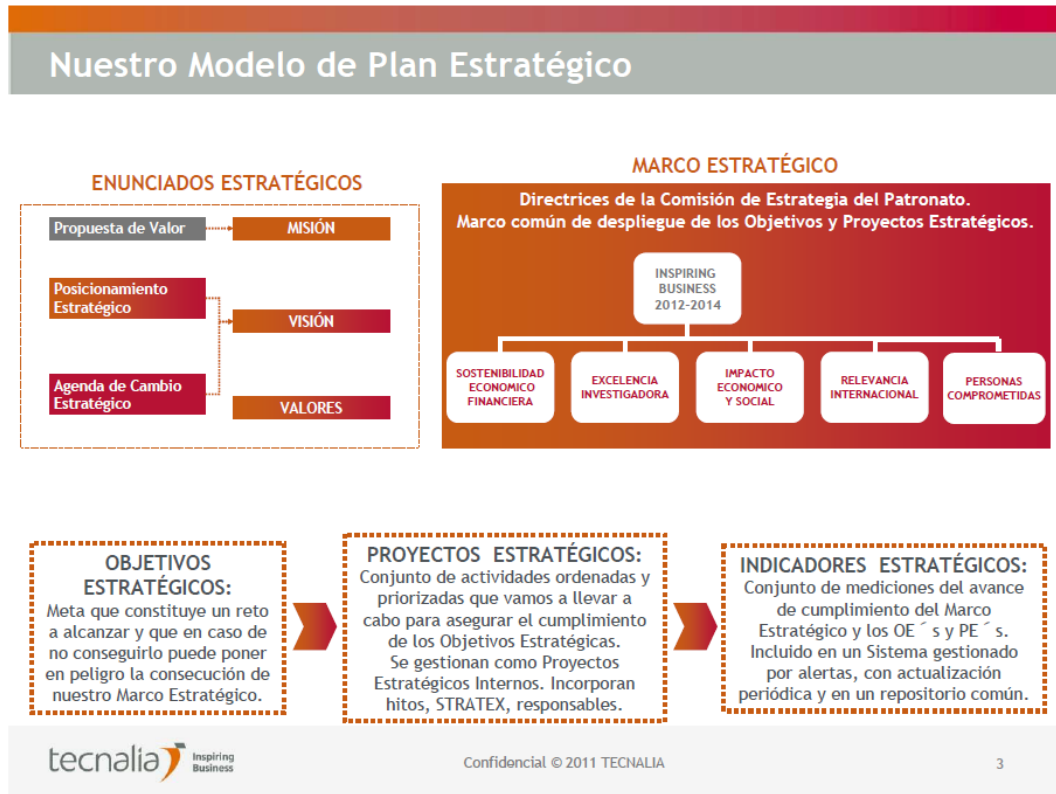 Nuestro Modelo de Plan Estratégico
ENUNCIADOS ESTRATÉGICOS
Propuesta de Valor
MISIÓN
Posicionamiento
Estratégico
VISIÓN
Agenda de Cambio
Estratégico
VALORES
MARCO ESTRATÉGICO
Directrices de la Comisión de Estrategia del Patronato.
Marco común de despliegue de los Objetivos y Proyectos Estratégicos.
INSPIRING
BUSINESS
2012-2014
SOSTENIBILIDAD
ECONOMICO
FINANCIERA
EXCELENCIA
INVESTIGADORA
IMPACTO
ECONOMICO
Y SOCIAL
RELEVANCIA
INTERNACIONAL
PERSONAS
COMPROMETIDAS
OBJETIVOS
ESTRATÉGICOS:
Meta que constituye un reto
a alcanzar y que en caso de
no conseguirlo puede poner
en peligro la consecución de
nuestro Marco Estratégico.
PROYECTOS ESTRATÉGICOS:
Conjunto de actividades ordenadas y
priorizadas que vamos a llevar a
cabo para asegurar el cumplimiento
de los Objetivos Estratégicas.
Se gestionan como Proyectos
Estratégicos Internos. Incorporan
hitos, STRATEX, responsables.
INDICADORES ESTRATÉGICOS:
Conjunto de mediciones del avance
de cumplimiento del Marco
Estratégico y los OE ´ s y PE ´ s.
Incluido en un Sistema gestionado
por alertas, con actualización
periódica y en un repositorio común.
tecnalia
Inspiring
Business
Confidencial © 2011 TECNALIA
3